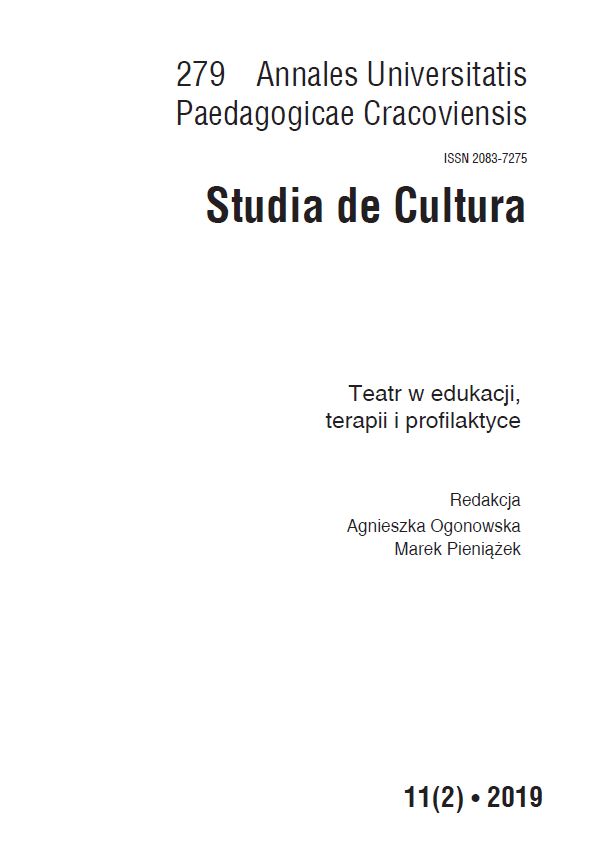 279 Annales Universitatis
Paedagogicae Cracoviensis
ISSN 2083-7275
Studia de Cultura
Teatr w edukacji,
terapii i profilaktyce
Redakcja
Agnieszka Ogonowska
Marek Pieniążek
11(2) • 2019